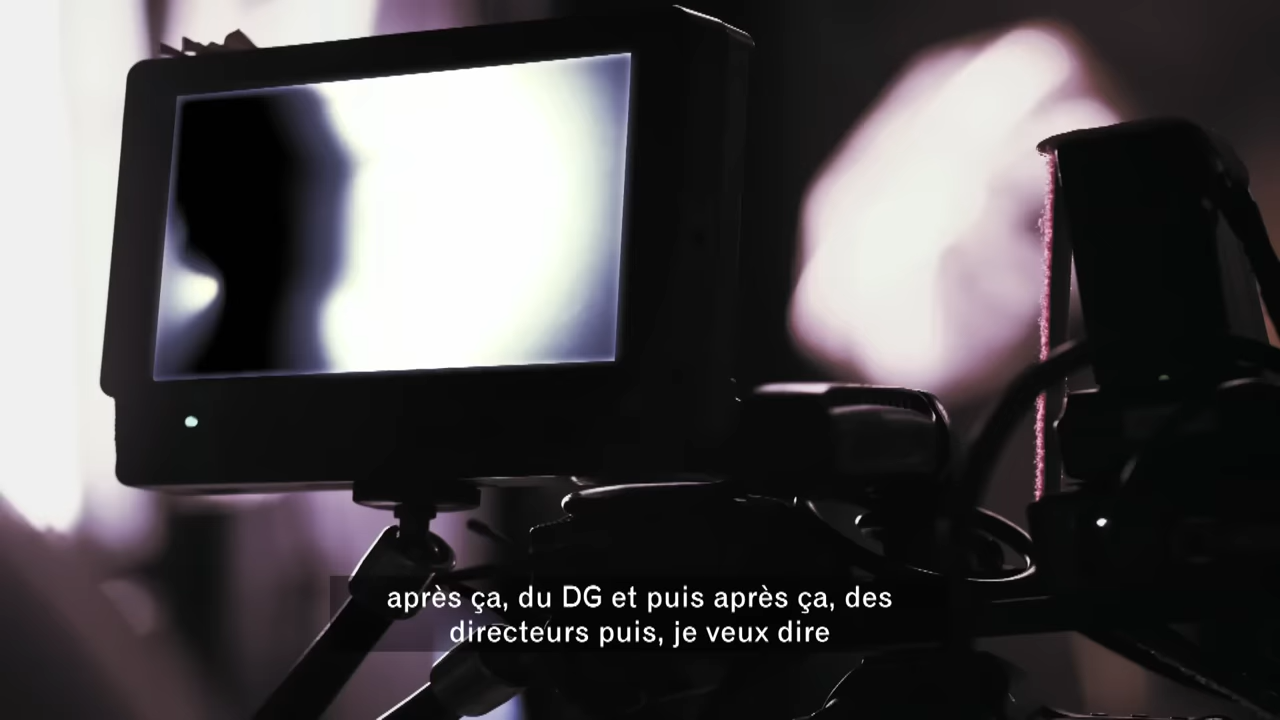 après ça, du DG et puis après ça, des
directeurs puis, je veux dire